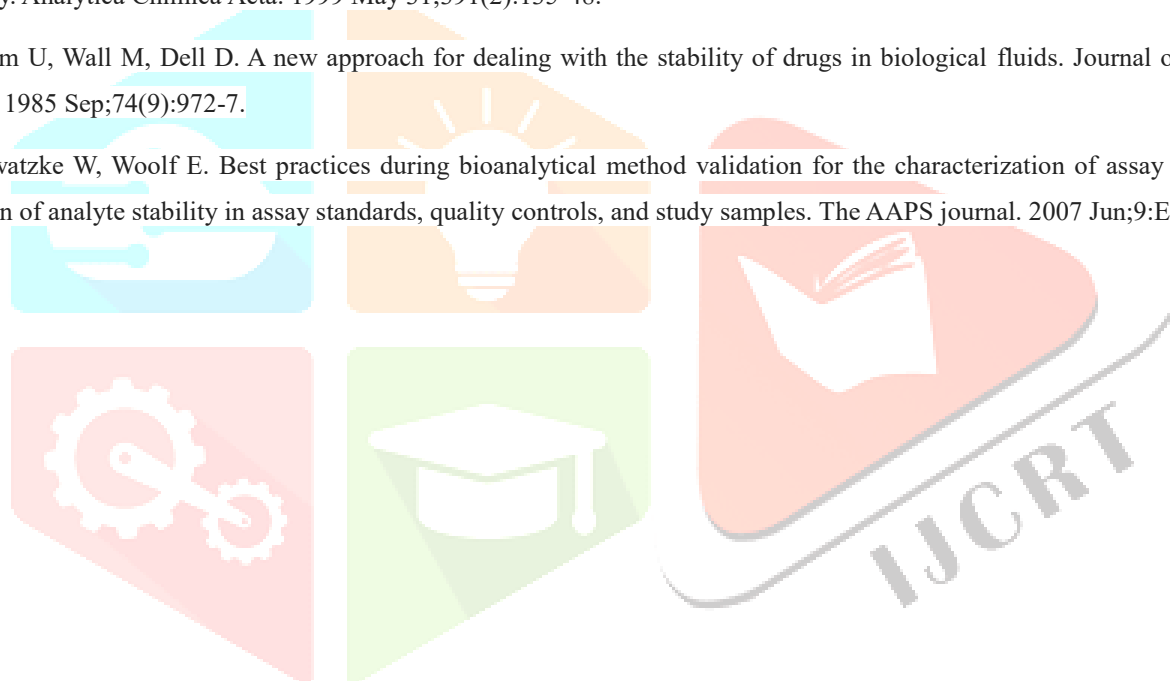 y. Analytica Chimica Acta. 1999 May 31;391(2):135-48.
m U, Wall M, Dell D. A new approach for dealing with the stability of drugs in biological fluids. Journal o
1985 Sep;74(9):972-7.
watzke W, Woolf E. Best practices during bioanalytical method validation for the characterization of assay
n of analyte stability in assay standards, quality controls, and study samples. The AAPS journal. 2007 Jun;9:E
IJCRT